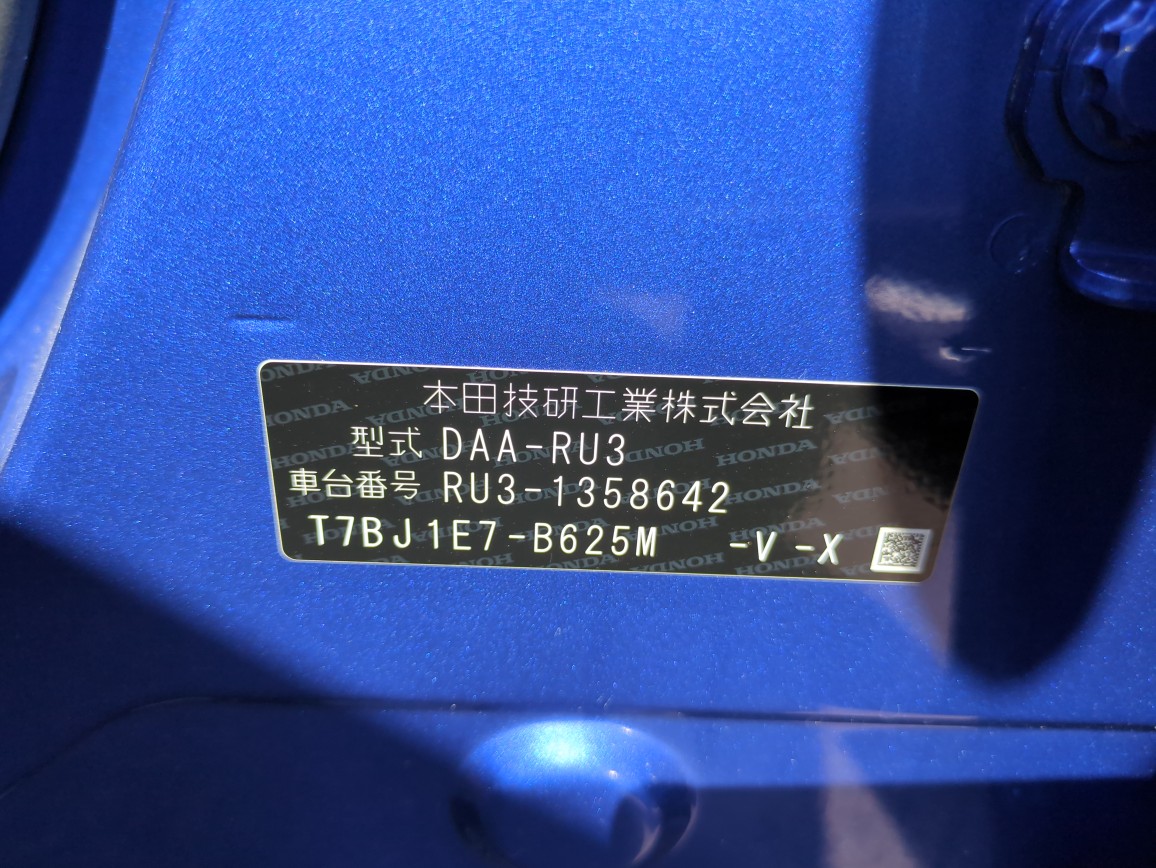 本田技研工業株式会社
型式 DAA-RU3
車台番号 RU3-1358642
T7BJ1E7-B625M -V -X